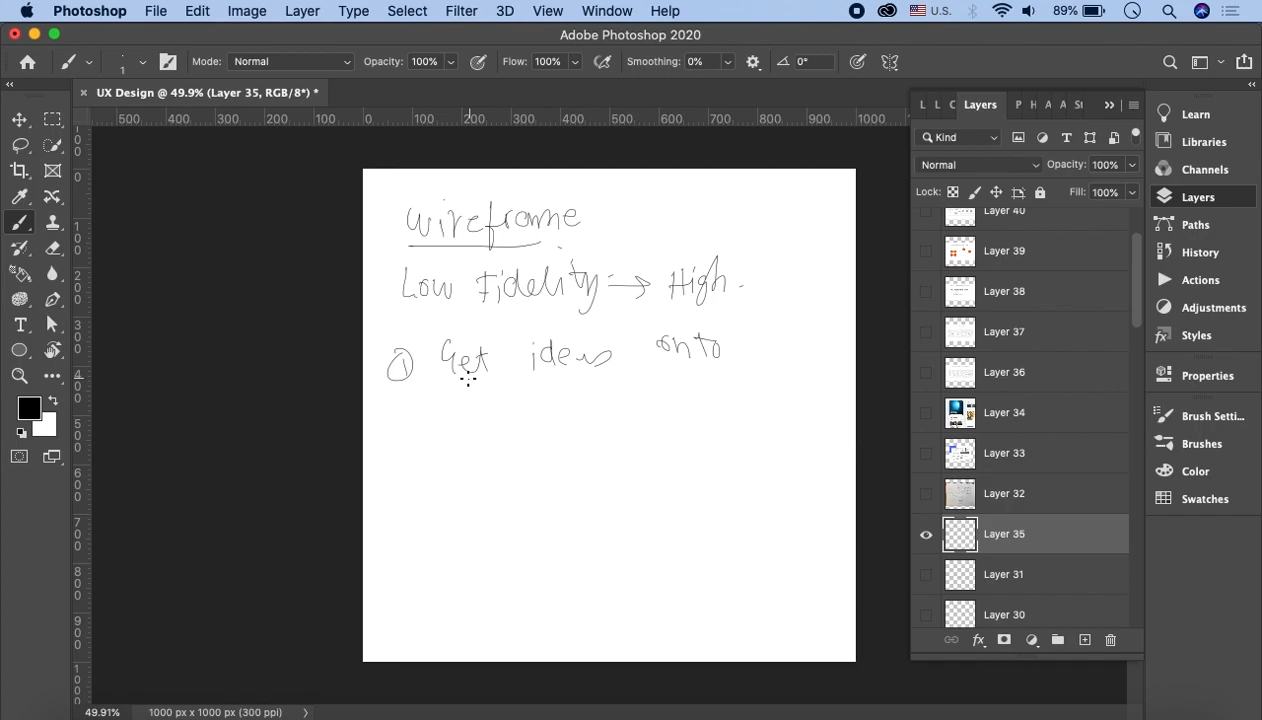 Photoshop File Edit Image Layer Type Select Filter 3D View Window Help U.S. 89%
Adobe Photoshop 2020
1 Mode: Normal Opacity: 100% Flow: 100% Smoothing: 0% 0°
UX Design @ 49.9% (Layer 35, RGB/8*) *
500 400 300 200 100 0 100 200 300 400 500 600 700 800 900 1000
L L C Layers P H A A St
Kind
Normal Opacity: 100%
Lock: Fill: 100%
Layer 40
Layer 39
Layer 38
Layer 37
Layer 36
Layer 34
Layer 33
Layer 32
Layer 35
Layer 31
Layer 30
Learn
Libraries
Channels
Layers
Paths
History
Actions
Adjustments
Styles
Properties
Brush Setti...
Brushes
Color
Swatches
wireframe
Low Fidelity → High
① Get ideas onto
49.91% 1000 px x 1000 px (300 ppi)